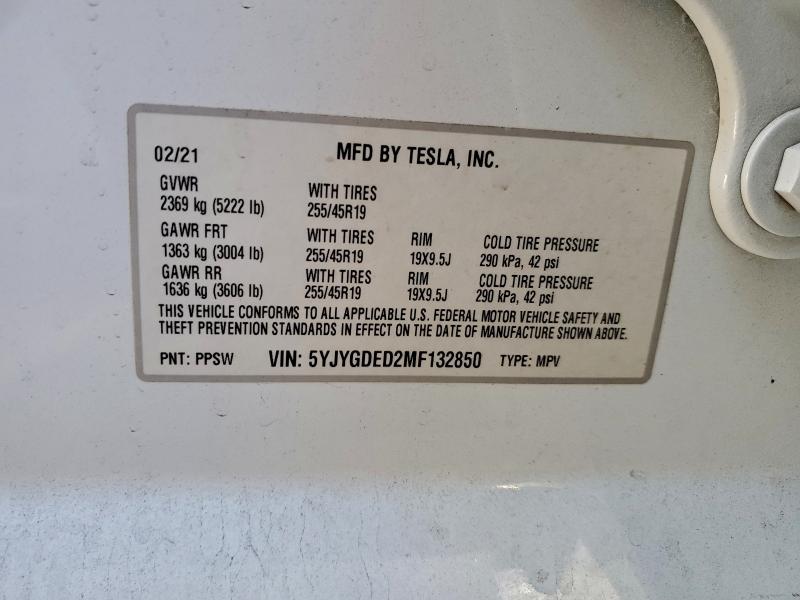 02/21 MFD BY TESLA, INC.
GVWR WITH TIRES
2369 kg (5222 lb) 255/45R19
GAWR FRT WITH TIRES RIM COLD TIRE PRESSURE
1363 kg (3004 lb) 255/45R19 19X9.5J 290 kPa, 42 psi
GAWR RR WITH TIRES RIM COLD TIRE PRESSURE
1636 kg (3606 lb) 255/45R19 19X9.5J 290 kPa, 42 psi
THIS VEHICLE CONFORMS TO ALL APPLICABLE U.S. FEDERAL MOTOR VEHICLE SAFETY AND
THEFT PREVENTION STANDARDS IN EFFECT ON THE DATE OF MANUFACTURE SHOWN ABOVE.
PNT: PPSW VIN: 5YJYGDED2MF132850 TYPE: MPV